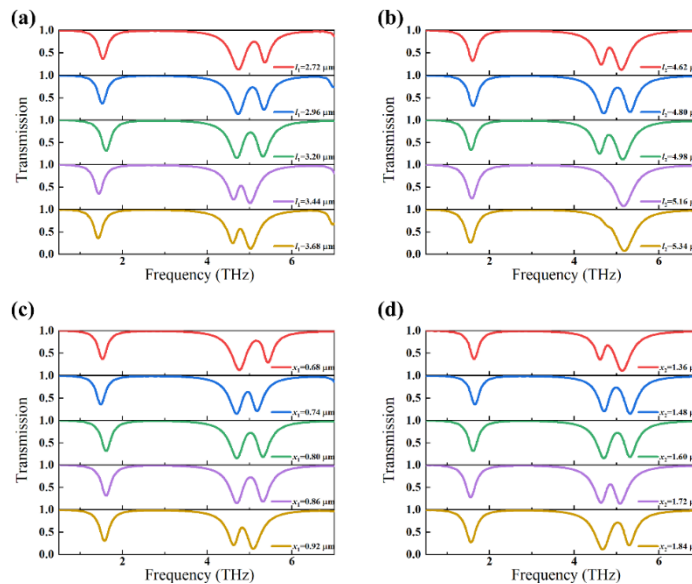 (a)
(b)
1.0
0.5
l₁=2.72 μm
1.0
0.5
l₁=2.96 μm
1.0
0.5
l₁=3.20 μm
1.0
0.5
l₁=3.44 μm
1.0
0.5
0.0
l₁=3.68 μm
2 4 6
Frequency (THz)
Transmission
1.0
0.5
l₂=4.62 μ
1.0
0.5
l₂=4.80 μ
1.0
0.5
l₂=4.98 μ
1.0
0.5
l₂=5.16 μ
1.0
0.5
0.0
l₂=5.34 μ
2 4 6
Frequency (THz)
Transmission
(c)
(d)
1.0
0.5
x₁=0.68 μm
1.0
0.5
x₁=0.74 μm
1.0
0.5
x₁=0.80 μm
1.0
0.5
x₁=0.86 μm
1.0
0.5
0.0
x₁=0.92 μm
2 4 6
Frequency (THz)
Transmission
1.0
0.5
x₂=1.36 μ
1.0
0.5
x₂=1.48 μ
1.0
0.5
x₂=1.60 μ
1.0
0.5
x₂=1.72 μ
1.0
0.5
0.0
x₂=1.84 μ
2 4 6
Frequency (THz)
Transmission